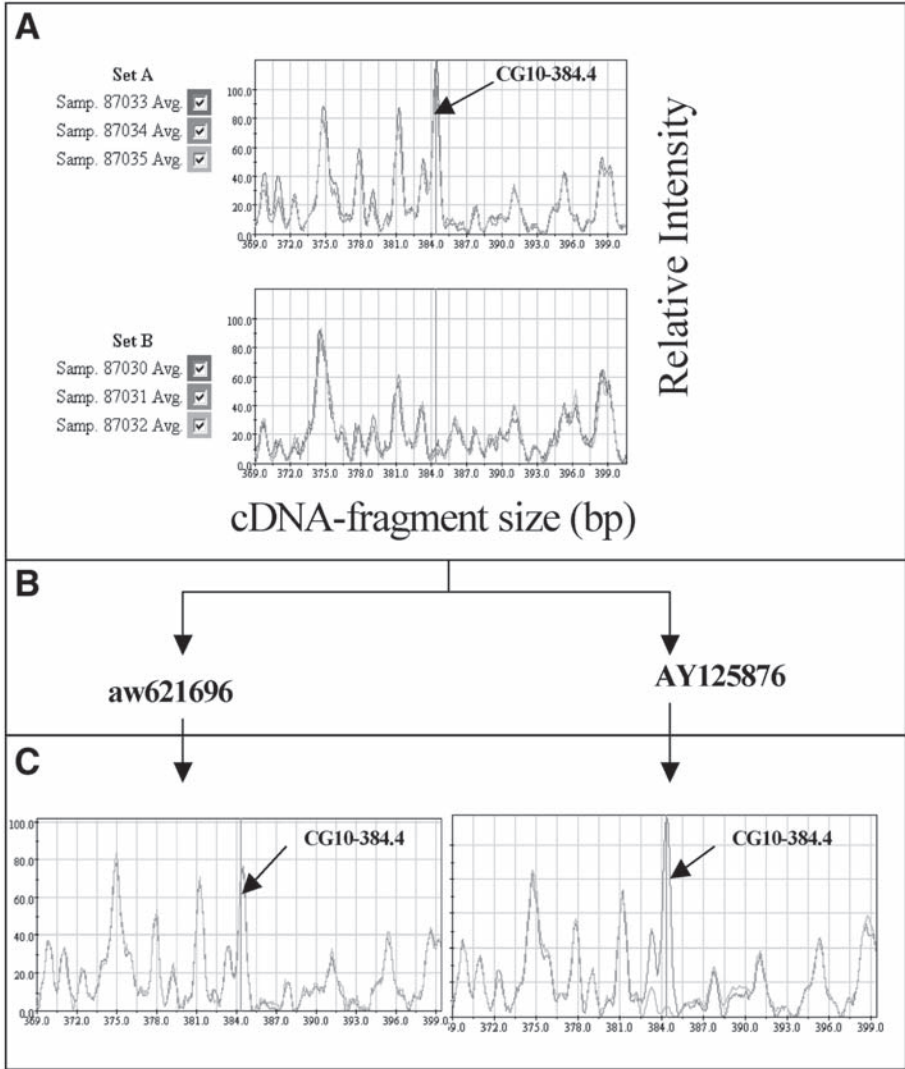 A
Set A
Samp. 87033 Avg.
Samp. 87034 Avg.
Samp. 87035 Avg.
CG10-384.4
100.0
80.0
60.0
40.0
20.0
0.0
369.0 372.0 375.0 378.0 381.0 384.0 387.0 390.0 393.0 396.0 399.0
Relative Intensity
Set B
Samp. 87030 Avg.
Samp. 87031 Avg.
Samp. 87032 Avg.
100.0
80.0
60.0
40.0
20.0
0.0
369.0 372.0 375.0 378.0 381.0 384.0 387.0 390.0 393.0 396.0 399.0
cDNA-fragment size (bp)
B
aw621696
AY125876
C
CG10-384.4
100.0
80.0
60.0
40.0
20.0
0.0
369.0 372.0 375.0 378.0 381.0 384.0 387.0 390.0 393.0 396.0 399.0
CG10-384.4
9.0 372.0 375.0 378.0 381.0 384.0 387.0 390.0 393.0 396.0 399.0